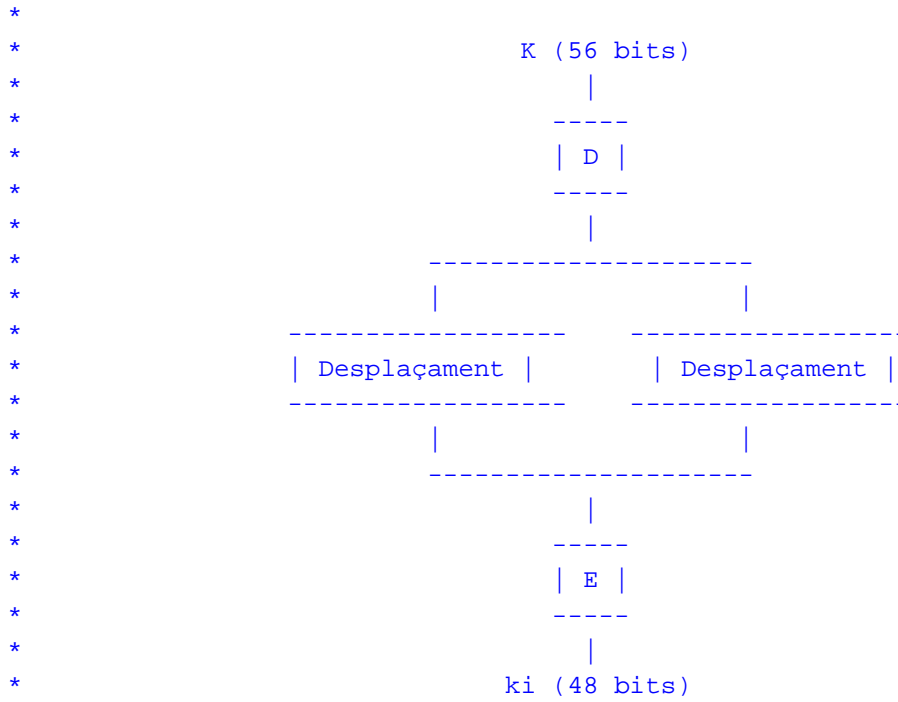 *
* K (56 bits)
* |
* -----
* | D |
* -----
* |
* ---------------------
* | |
* ------------------ ------------------
* | Desplaçament | | Desplaçament |
* ------------------ ------------------
* | |
* ---------------------
* |
* -----
* | E |
* -----
* |
* ki (48 bits)